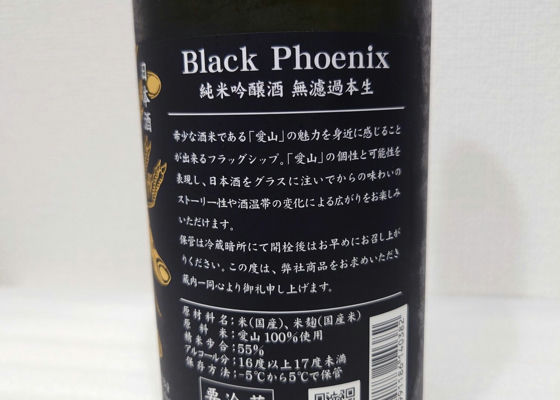 日本酒
Black Phoenix
純米吟醸酒 無濾過本生
希少な酒米である「愛山」の魅力を身近に感じること
が出来るフラッグシップ。「愛山」の個性と可能性を
表現し、日本酒をグラスに注いでからの味わいの
ストーリー性や酒温帯の変化による広がりをお楽しみ
いただけます。
保管は冷蔵暗所にて開栓後はお早めにお召し上が
りください。この度は、弊社商品をお求めいただき
蔵内一同心より御礼申し上げます。
原材料名:米(国産)、米麹(国産米)
原料米:愛山100%使用
精米歩合:55%
アルコール分:16度以上17度未満
保存方法:-5℃から5℃で保管
要冷蔵